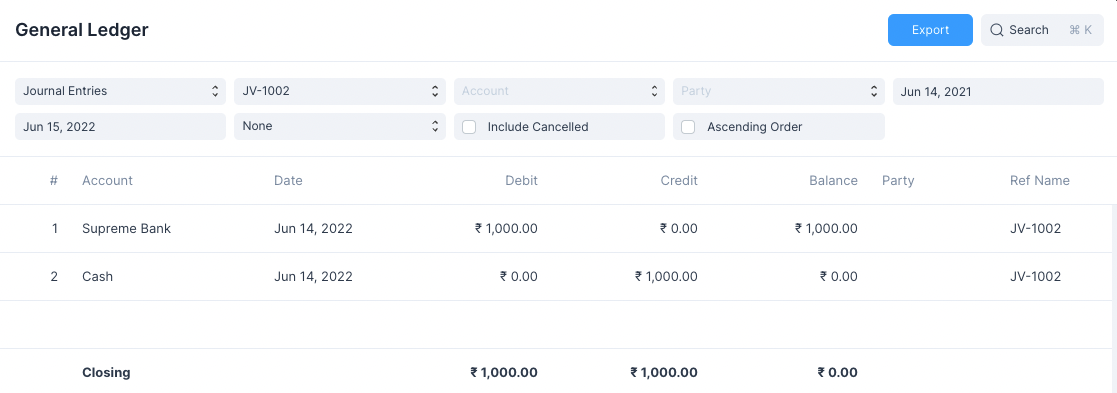 General Ledger Export Search ⌘ K
Journal Entries JV-1002 Account Party Jun 14, 2021
Jun 15, 2022 None Include Cancelled Ascending Order
# Account Date Debit Credit Balance Party Ref Name
1 Supreme Bank Jun 14, 2022 ₹ 1,000.00 ₹ 0.00 ₹ 1,000.00 JV-1002
2 Cash Jun 14, 2022 ₹ 0.00 ₹ 1,000.00 ₹ 0.00 JV-1002
Closing ₹ 1,000.00 ₹ 1,000.00 ₹ 0.00